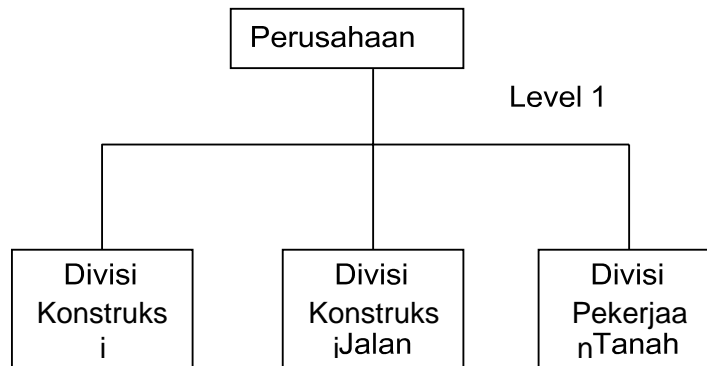 Perusahaan
Level 1
Divisi
Konstruks
i
Divisi
Konstruks
iJalan
Divisi
Pekerjaa
nTanah